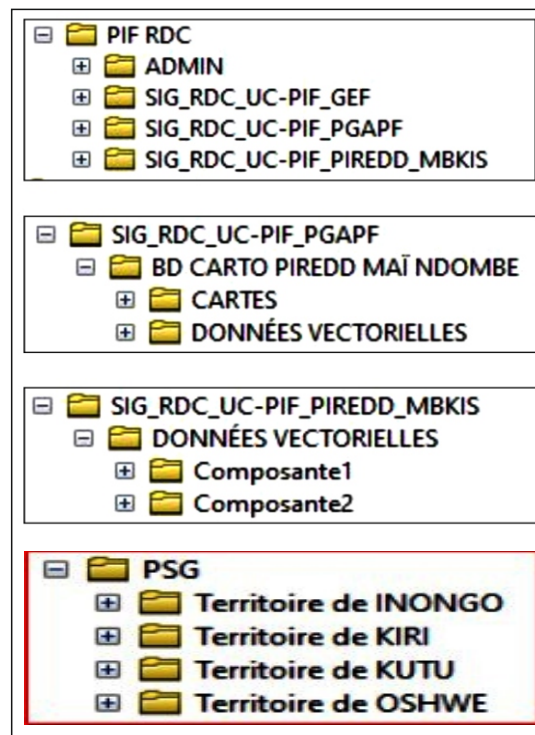 PIF RDC
ADMIN
SIG_RDC_UC-PIF_GEF
SIG_RDC_UC-PIF_PGAPF
SIG_RDC_UC-PIF_PIREDD_MBKIS
SIG_RDC_UC-PIF_PGAPF
BD CARTO PIREDD MAÏ NDOMBE
CARTES
DONNÉES VECTORIELLES
SIG_RDC_UC-PIF_PIREDD_MBKIS
DONNÉES VECTORIELLES
Composante1
Composante2
PSG
Territoire de INONGO
Territoire de KIRI
Territoire de KUTU
Territoire de OSHWE